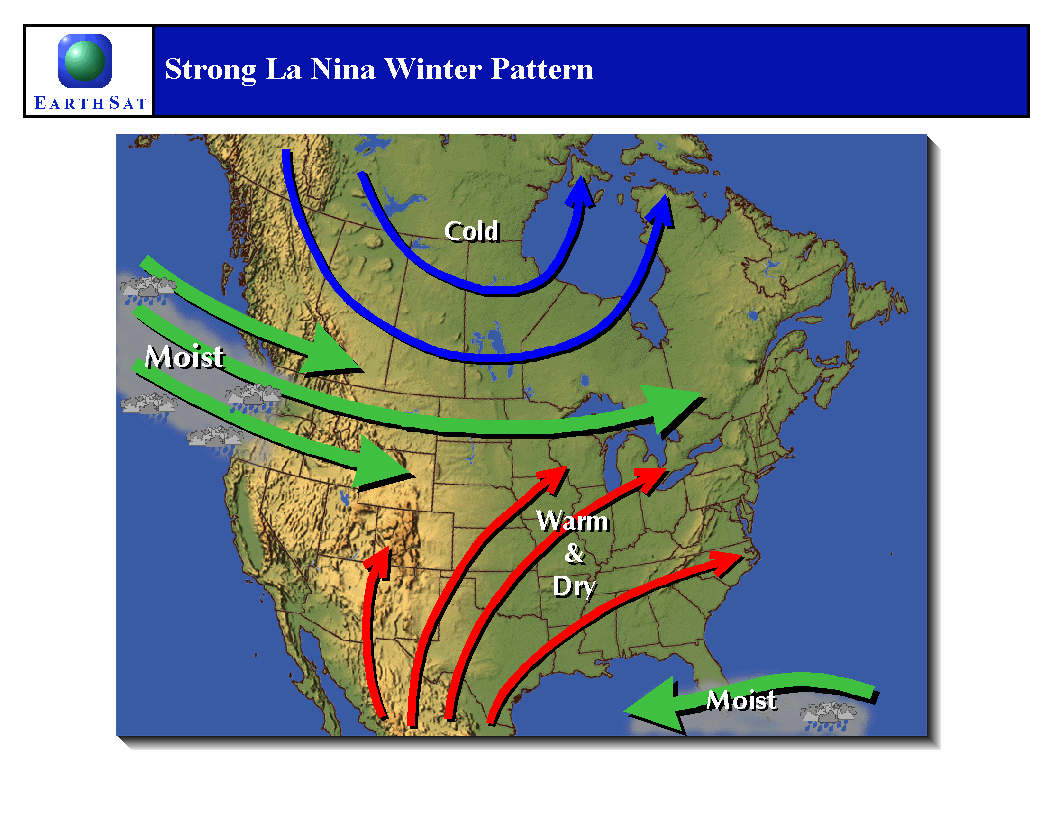 Strong La Nina Winter Pattern
EARTHSAT
Cold
Moist
Warm
&
Dry
Moist